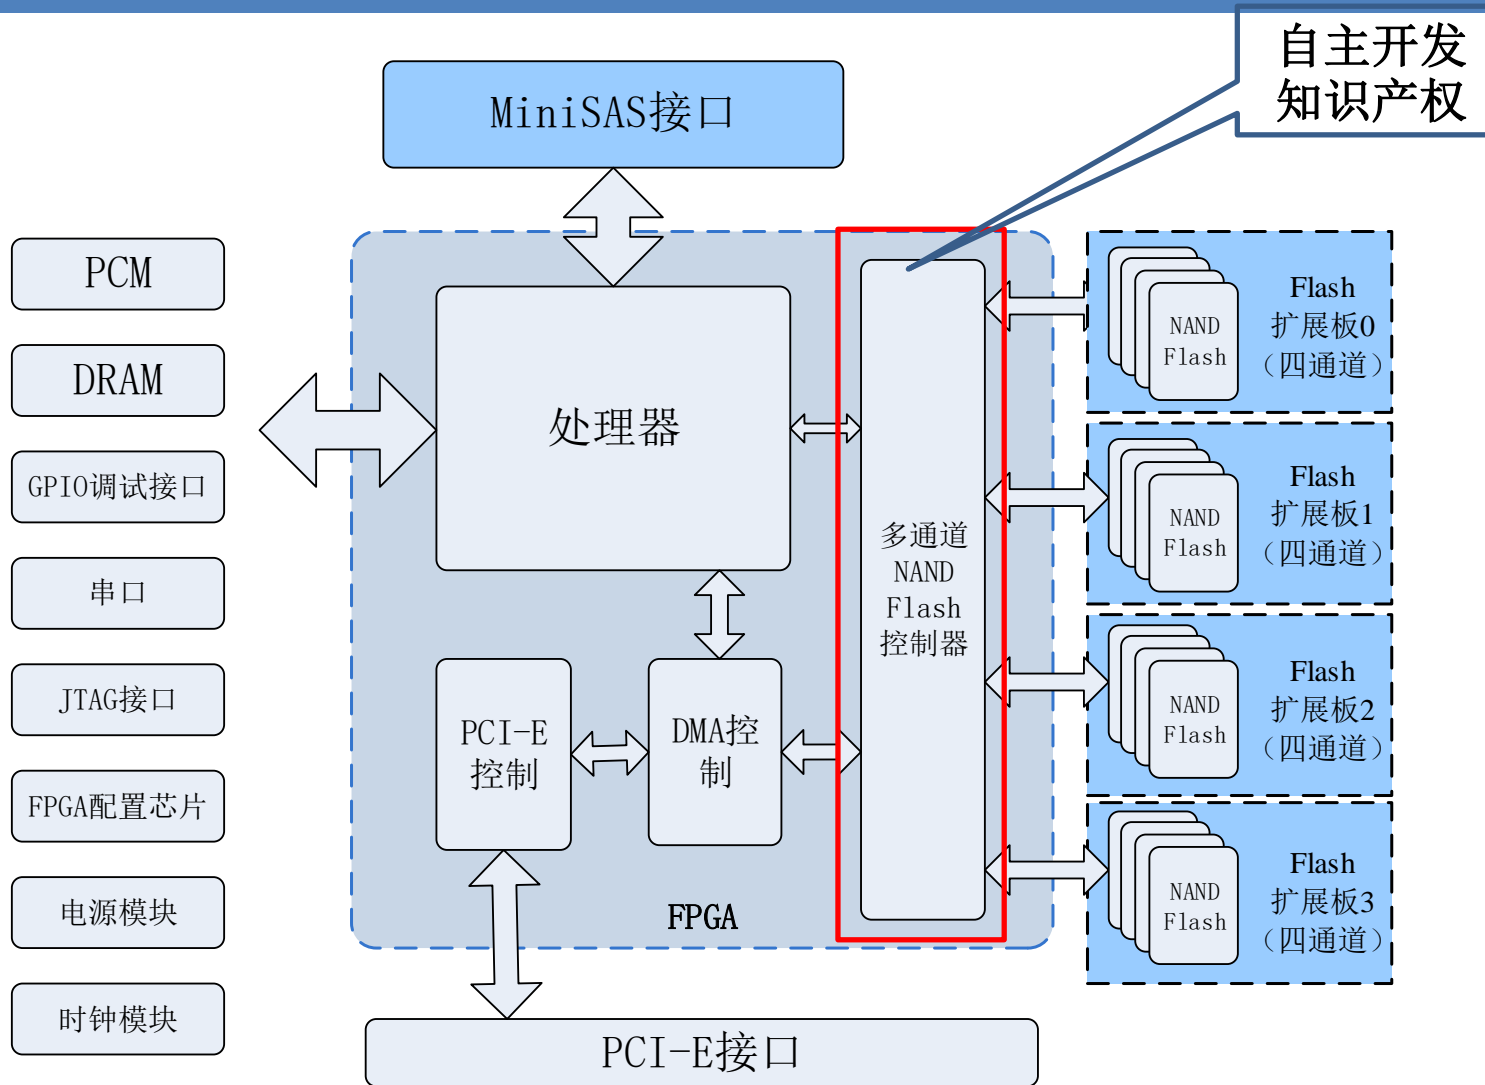 自主开发
知识产权
MiniSAS接口
PCM
DRAM
GPIO调试接口
串口
JTAG接口
FPGA配置芯片
电源模块
时钟模块
处理器
多通道
NAND
Flash
控制器
PCI-E
控制
DMA控
制
FPGA
PCI-E接口
NAND
Flash
Flash
扩展板0
（四通道）
NAND
Flash
Flash
扩展板1
（四通道）
NAND
Flash
Flash
扩展板2
（四通道）
NAND
Flash
Flash
扩展板3
（四通道）